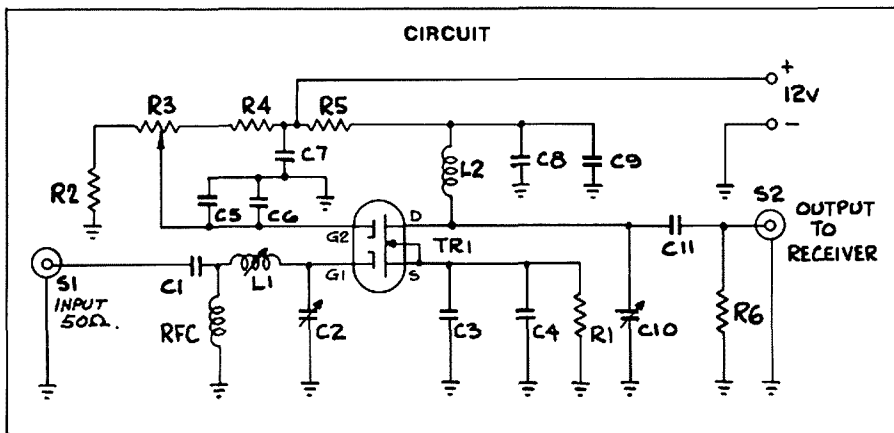 CIRCUIT
+
12V
-
R3
R4
R5
R2
C7
C5
C6
L2
C8
C9
S2
OUTPUT
TO
RECEIVER
G2
D
TR1
G1
S
C11
S1
INPUT
50Ω.
C1
L1
RFC
C2
C3
C4
R1
C10
R6